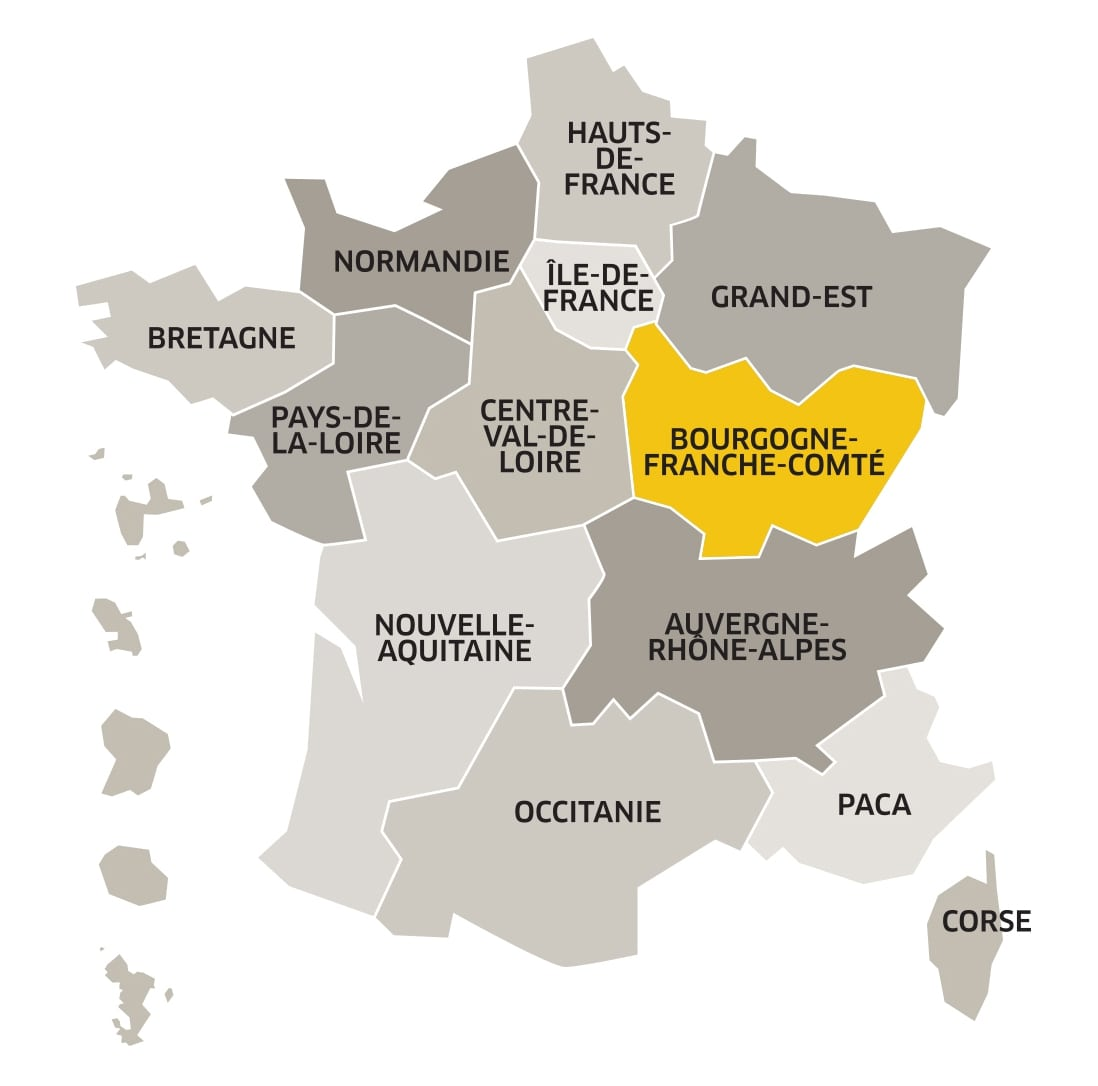 HAUTS-
DE-
FRANCE
NORMANDIE
ÎLE-DE-
FRANCE
GRAND-EST
BRETAGNE
PAYS-DE-
LA-LOIRE
CENTRE-
VAL-DE-
LOIRE
BOURGOGNE-
FRANCHE-COMTÉ
NOUVELLE-
AQUITAINE
AUVERGNE-
RHÔNE-ALPES
OCCITANIE
PACA
CORSE